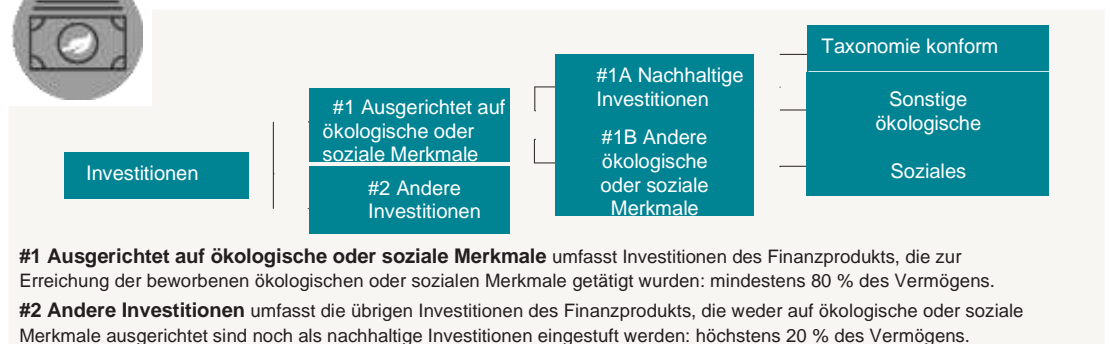 Investitionen
#1 Ausgerichtet auf
ökologische oder
soziale Merkmale
#2 Andere
Investitionen
#1A Nachhaltige
Investitionen
#1B Andere
ökologische
oder soziale
Merkmale
Taxonomie konform
Sonstige
ökologische
Soziales
#1 Ausgerichtet auf ökologische oder soziale Merkmale umfasst Investitionen des Finanzprodukts, die zur
Erreichung der beworbenen ökologischen oder sozialen Merkmale getätigt wurden: mindestens 80 % des Vermögens.
#2 Andere Investitionen umfasst die übrigen Investitionen des Finanzprodukts, die weder auf ökologische oder soziale
Merkmale ausgerichtet sind noch als nachhaltige Investitionen eingestuft werden: höchstens 20 % des Vermögens.